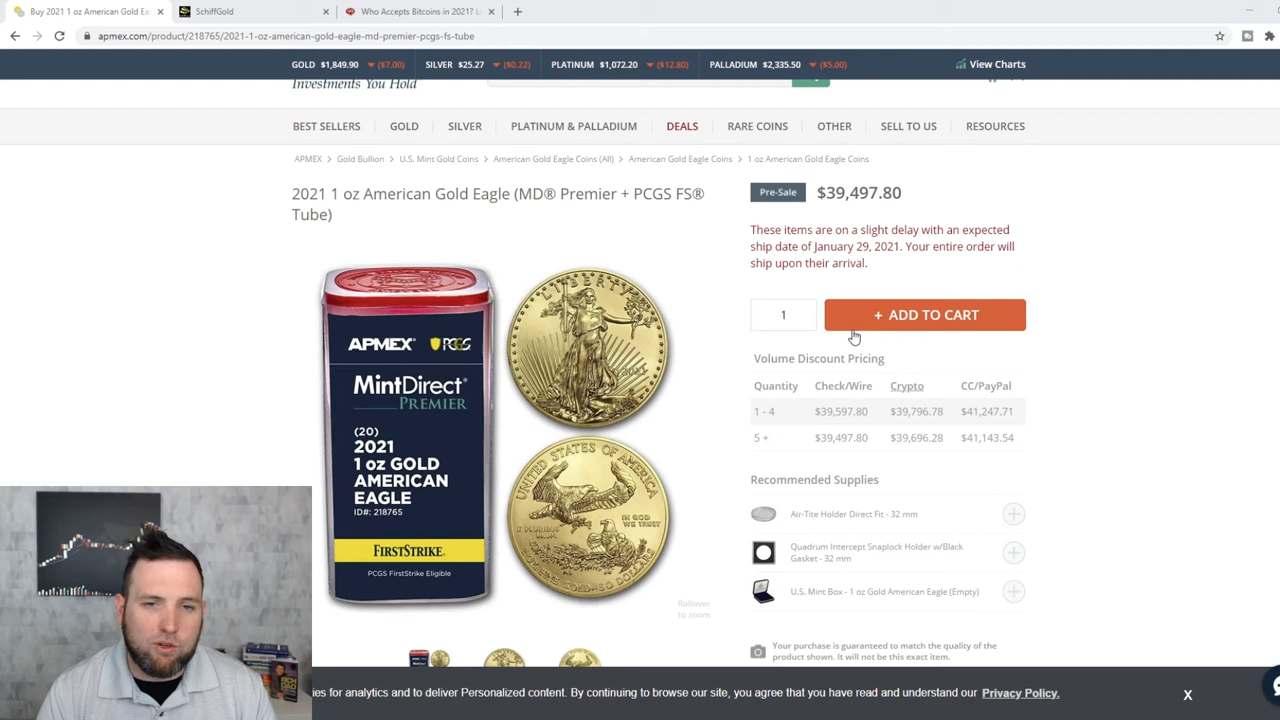 Buy 2021 1 oz American Gold Ea
SchiffGold
Who Accepts Bitcoins in 2021? Li
apmex.com/product/218765/2021-1-oz-american-gold-eagle-md-premier-pcgs-fs-tube
GOLD $1,849.90 ($7.00) SILVER $25.27 ($0.22) PLATINUM $1,072.20 ($12.80) PALLADIUM $2,335.50 ($5.00) View Charts
Investments You Hold
BEST SELLERS GOLD SILVER PLATINUM & PALLADIUM DEALS RARE COINS OTHER SELL TO US RESOURCES
APMEX Gold Bullion U.S. Mint Gold Coins American Gold Eagle Coins (All) American Gold Eagle Coins 1 oz American Gold Eagle Coins
2021 1 oz American Gold Eagle (MD® Premier + PCGS FS®
Tube)
APMEX PCGS
MintDirect®
PREMIER
(20)
2021
1 oz GOLD
AMERICAN
EAGLE
ID#: 218765
FIRSTSTRIKE
PCGS FirstStrike Eligible
LIBERTY
2021
UNITED STATES OF AMERICA
E PLURIBUS UNUM
IN GOD
WE TRUST
Rollover
to zoom
Pre-Sale $39,497.80
These items are on a slight delay with an expected
ship date of January 29, 2021. Your entire order will
ship upon their arrival.
1 + ADD TO CART
Volume Discount Pricing
Quantity Check/Wire Crypto CC/PayPal
1 - 4 $39,597.80 $39,796.78 $41,247.71
5 + $39,497.80 $39,696.28 $41,143.54
Recommended Supplies
Air-Tite Holder Direct Fit - 32 mm
Quadrum Intercept Snaplock Holder w/Black
Gasket - 32 mm
U.S. Mint Box - 1 oz Gold American Eagle (Empty)
Your purchase is guaranteed to match the quality of the
product shown. It will not be this exact item.
ies for analytics and to deliver Personalized content. By continuing to browse our site, you agree that you have read and understand our Privacy Policy. X
RICH
DAD